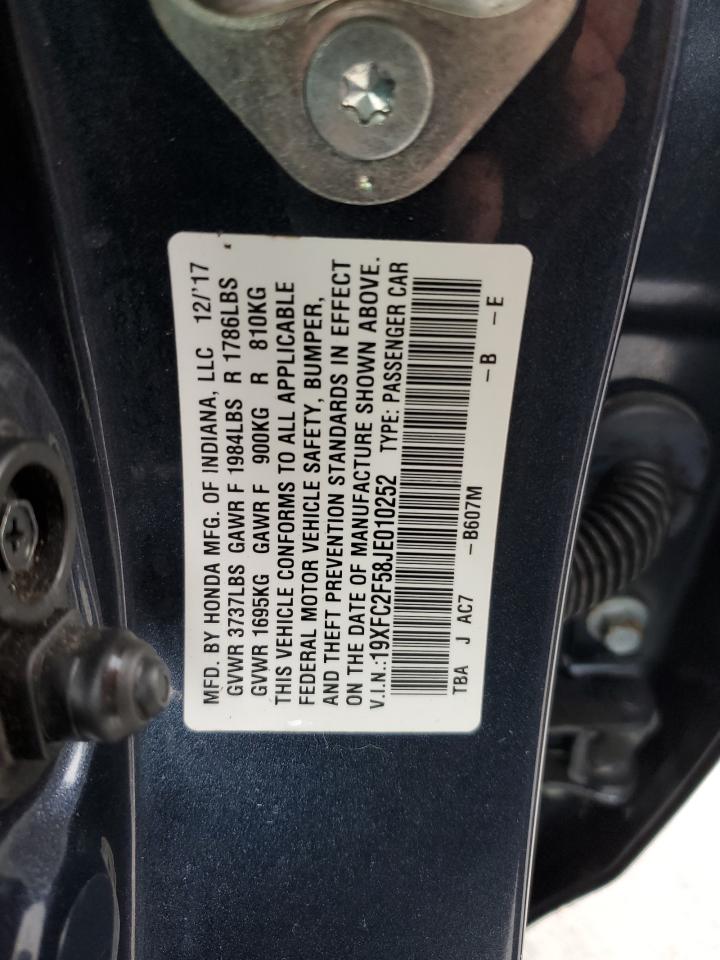 MFD. BY HONDA MFG. OF INDIANA, LLC 12/'17
GVWR 3737LBS GAWR F 1984LBS R 1786LBS
GVWR 1695KG GAWR F 900KG R 810KG
THIS VEHICLE CONFORMS TO ALL APPLICABLE
FEDERAL MOTOR VEHICLE SAFETY, BUMPER,
AND THEFT PREVENTION STANDARDS IN EFFECT
ON THE DATE OF MANUFACTURE SHOWN ABOVE.
V.I.N.:19XFC2F58JE010252 TYPE: PASSENGER CAR
TBA J AC7 -B607M -B -E